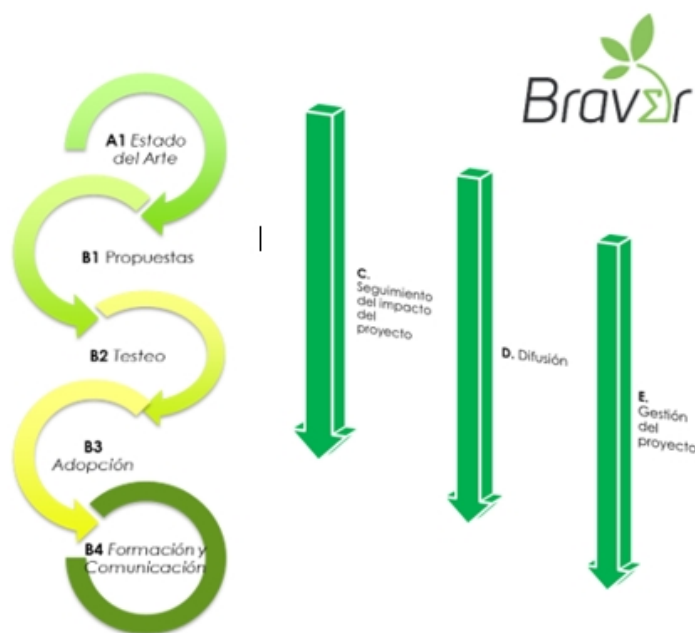 BravΣr
A1 Estado
del Arte
B1 Propuestas
B2 Testeo
B3
Adopción
B4 Formación y
Comunicación
C.
Seguimiento
del impacto
del
proyecto
D. Difusión
E.
Gestión
del
proyecto